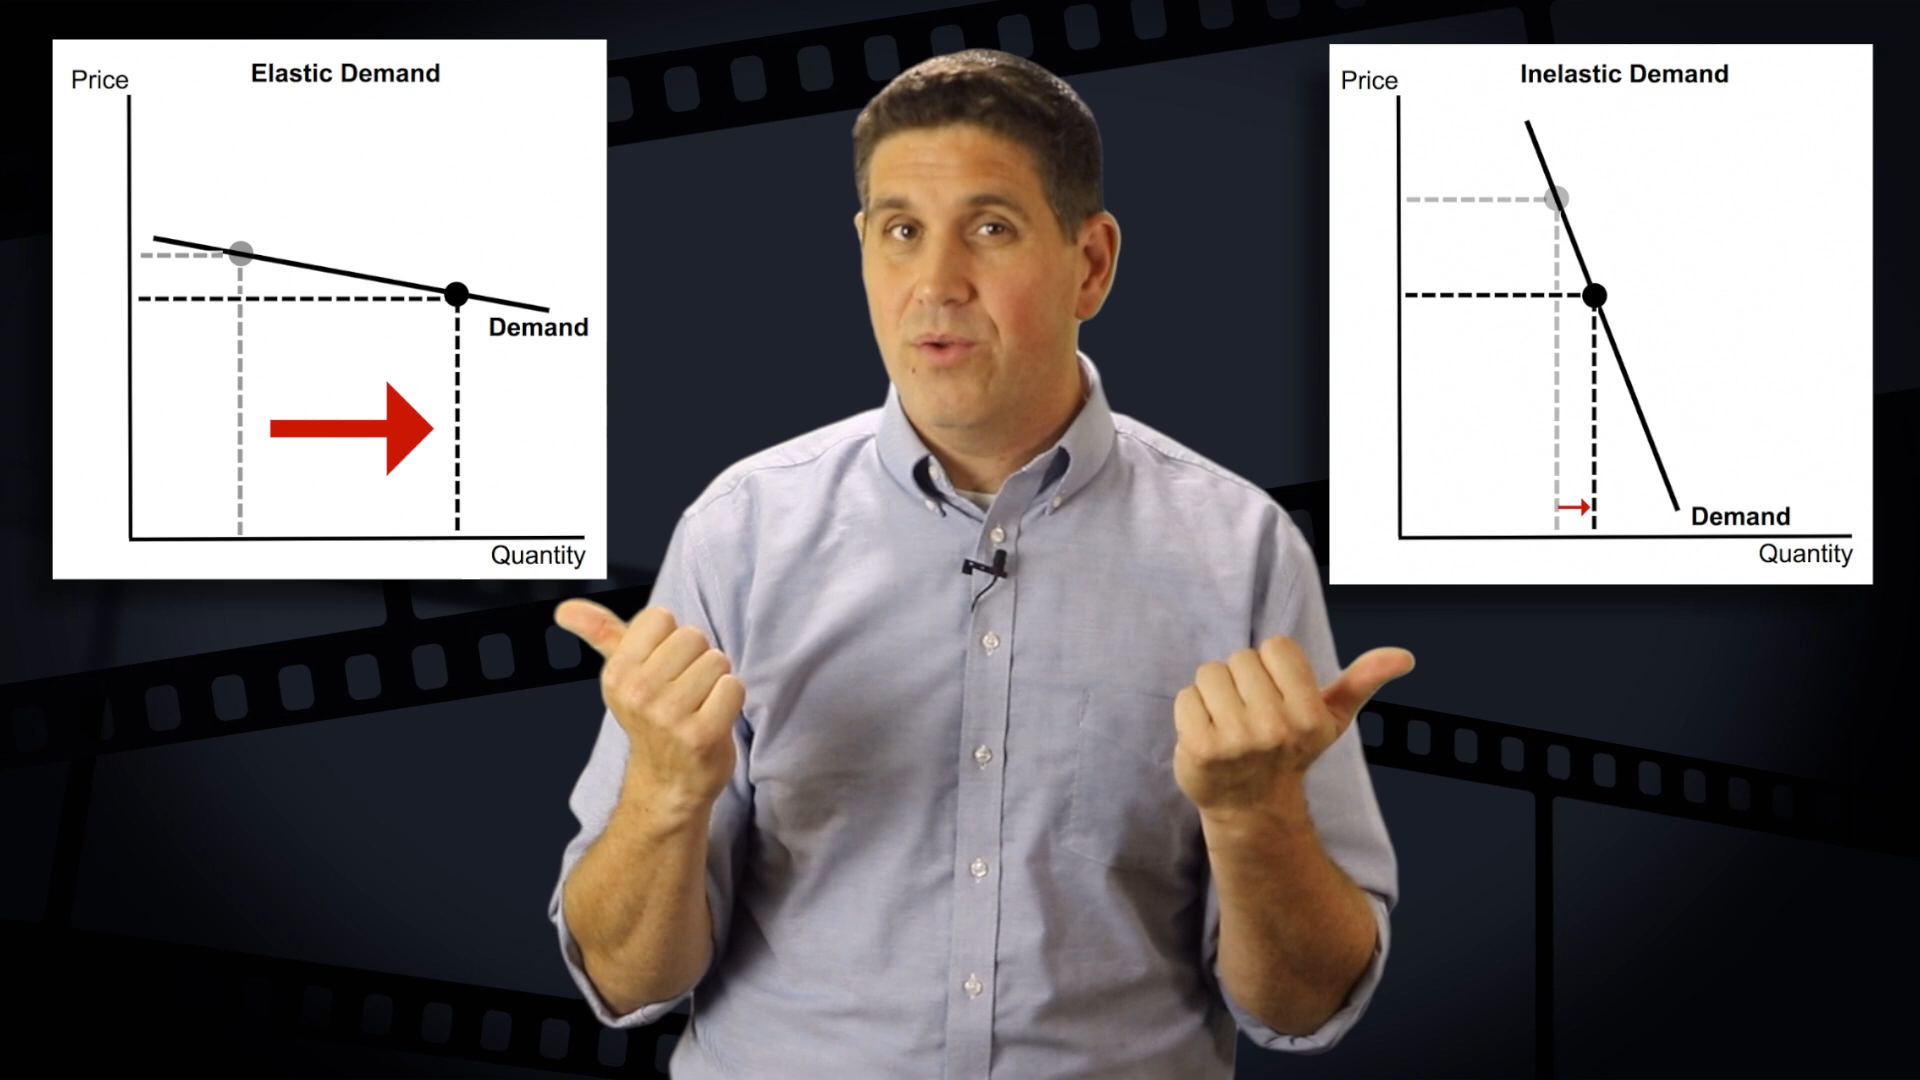 Elastic Demand
Price
Demand
Quantity
Inelastic Demand
Price
Demand
Quantity